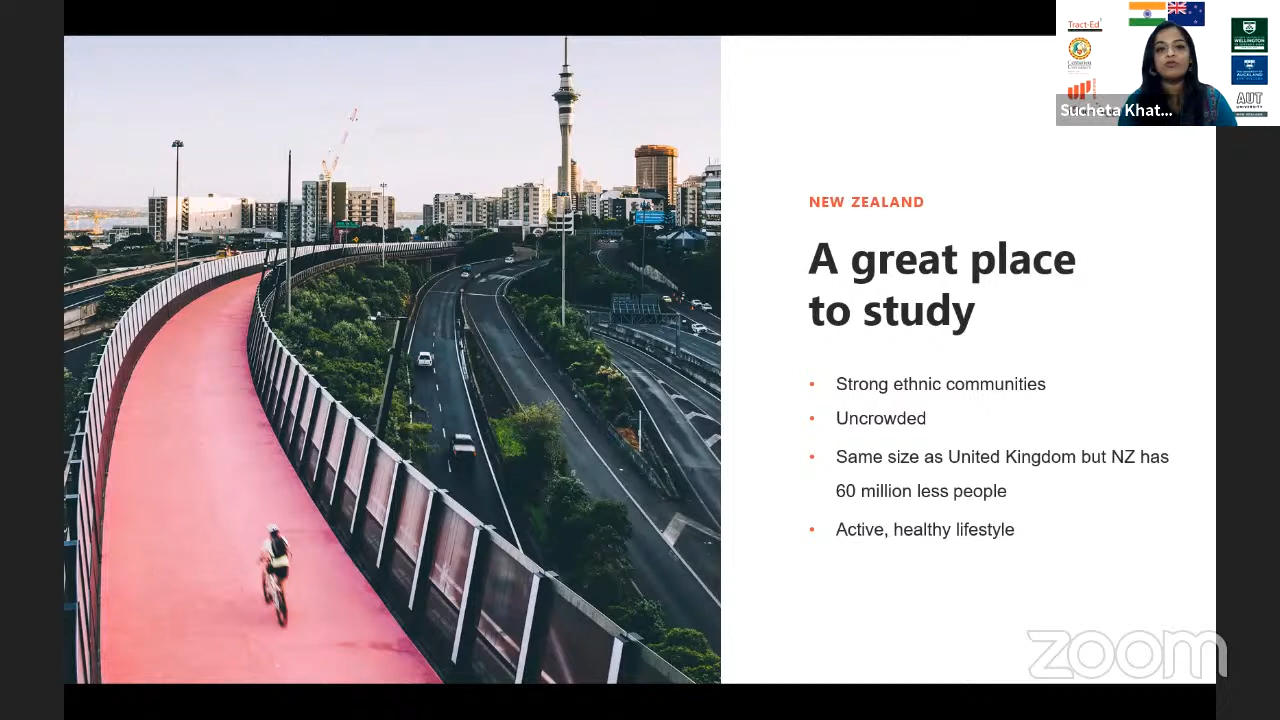 Tract-Ed
WELLINGTON
AUCKLAND
AUT
UNIVERSITY
Sucheta Khat...
NEW ZEALAND
A great place
to study
• Strong ethnic communities
• Uncrowded
• Same size as United Kingdom but NZ has
60 million less people
• Active, healthy lifestyle
zoom